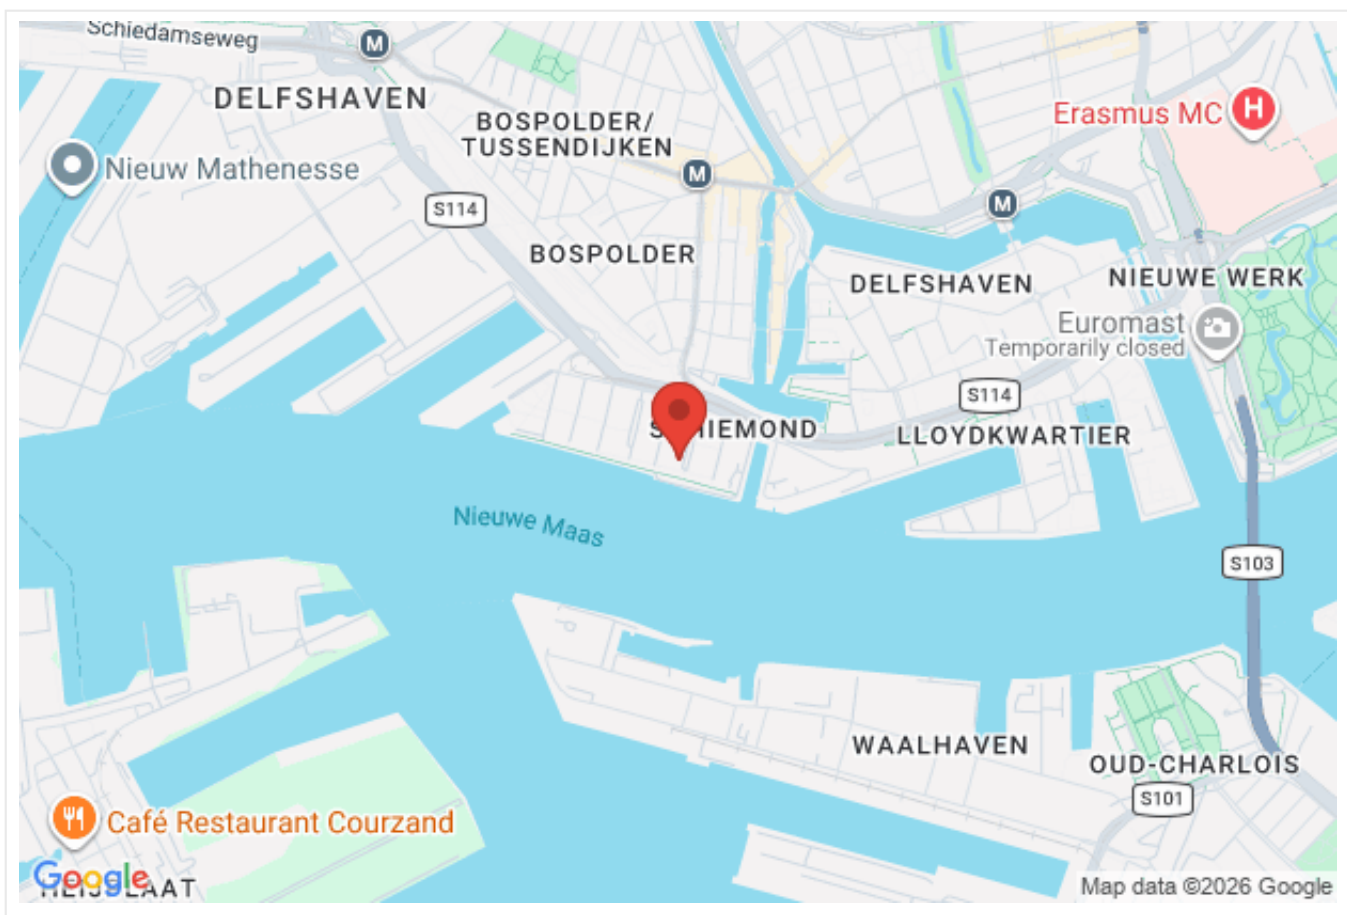 Schiedamseweg
M
DELFSHAVEN
BOSPOLDER/
TUSSENDIJKEN
Erasmus MC
H
Nieuw Mathenesse
M
S114
M
BOSPOLDER
DELFSHAVEN
NIEUWE WERK
Euromast
Temporarily closed
S114
LLOYDKWARTIER
Nieuwe Maas
S103
WAALHAVEN
OUD-CHARLOIS
S101
Café Restaurant Courzand
Google
Map data ©2026 Google